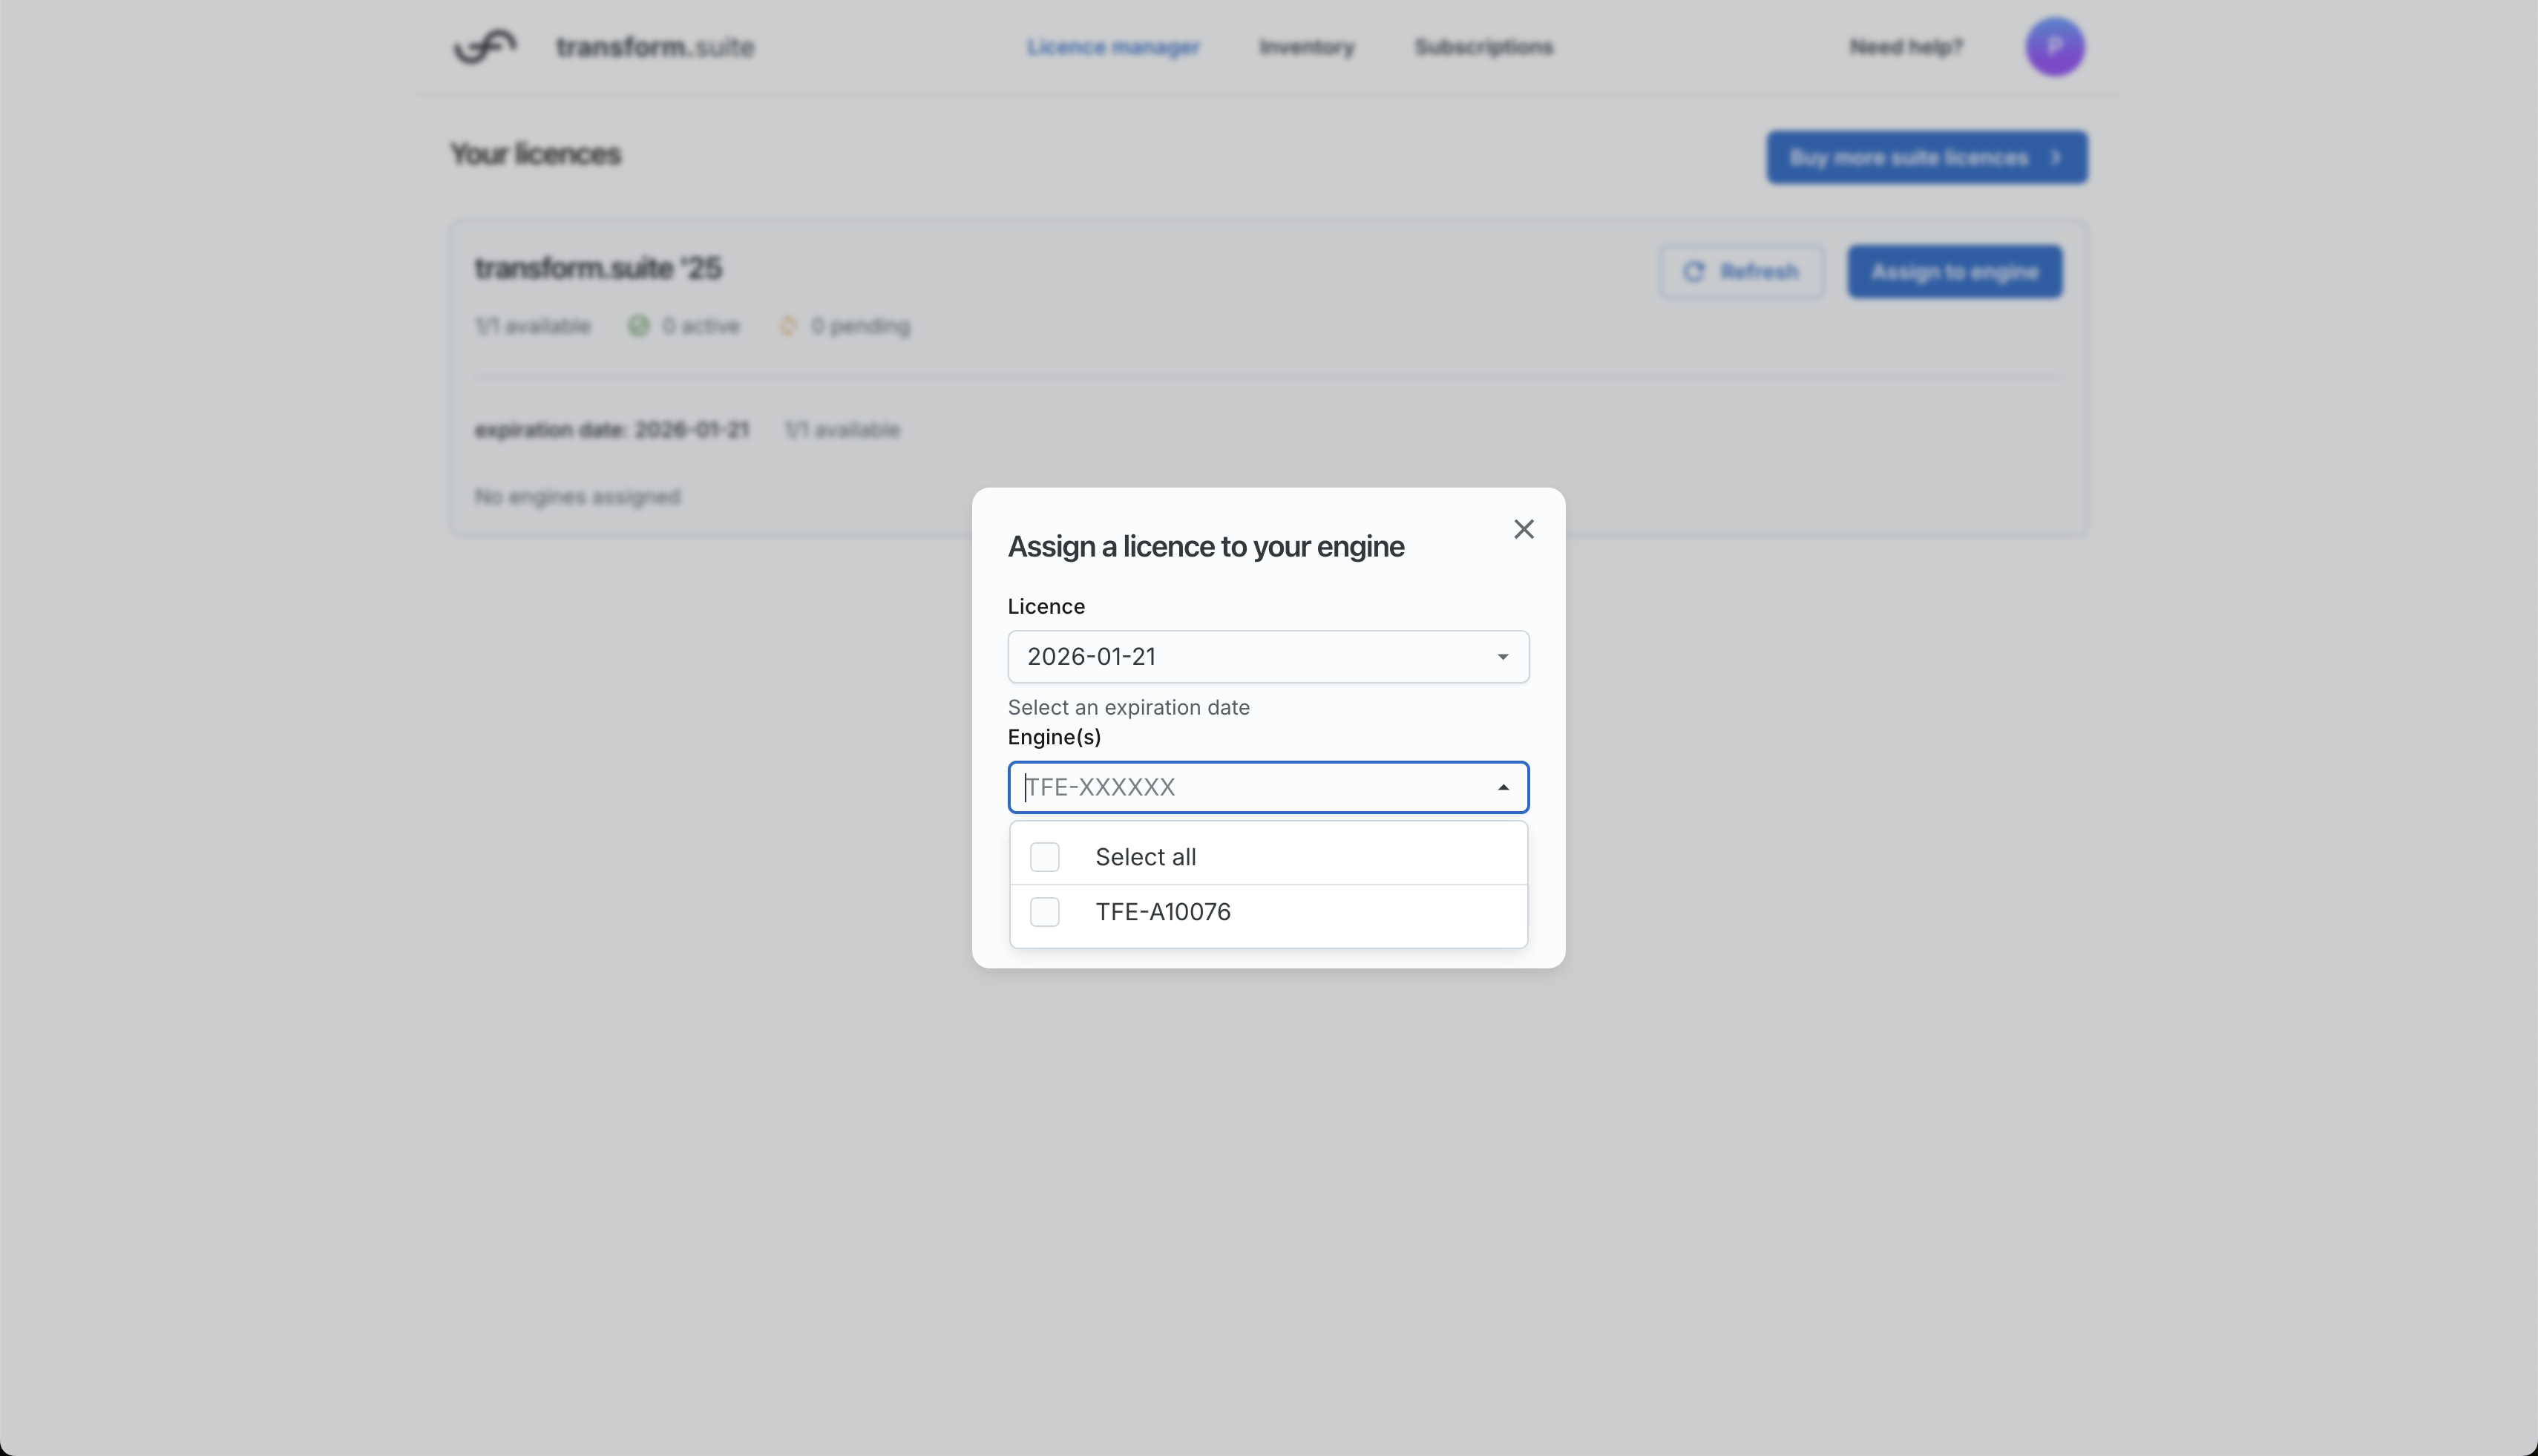 transform.suite
Licence manager
Inventory
Subscriptions
Need help?
P
Your licences
Buy more suite licences
transform.suite '25
Refresh
Assign to engine
1/1 available
0 active
0 pending
expiration date: 2026-01-21
1/1 available
No engines assigned
Assign a licence to your engine
Licence
2026-01-21
Select an expiration date
Engine(s)
TFE-XXXXXX
Select all
TFE-A10076